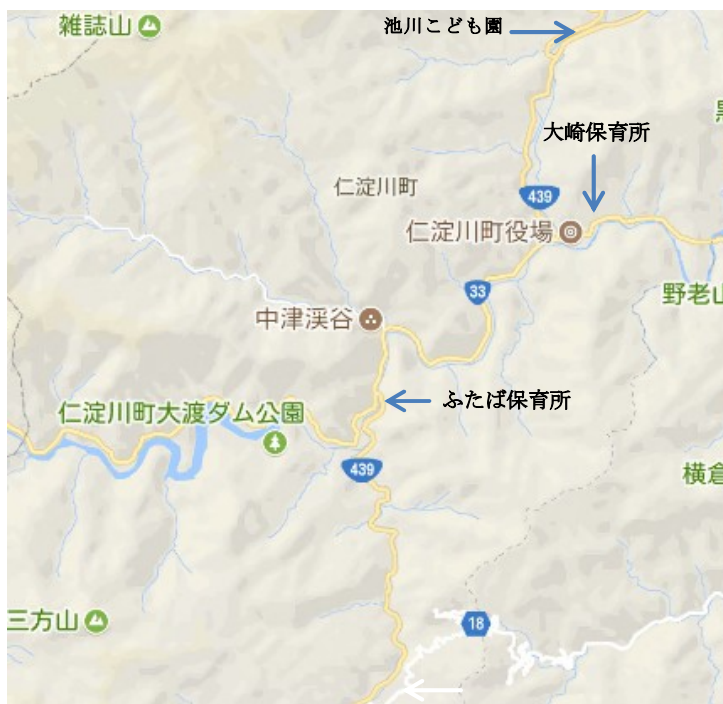 雑誌山
池川こども園
大崎保育所
仁淀川町
439
仁淀川町役場
33
野老山
中津渓谷
ふたば保育所
仁淀川町大渡ダム公園
439
横倉
三方山
18